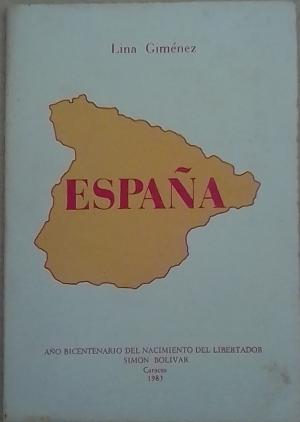 Lina Giménez
ESPAÑA
AÑO BICENTENARIO DEL NACIMIENTO DEL LIBERTADOR
SIMON BOLIVAR
Caracas
1983